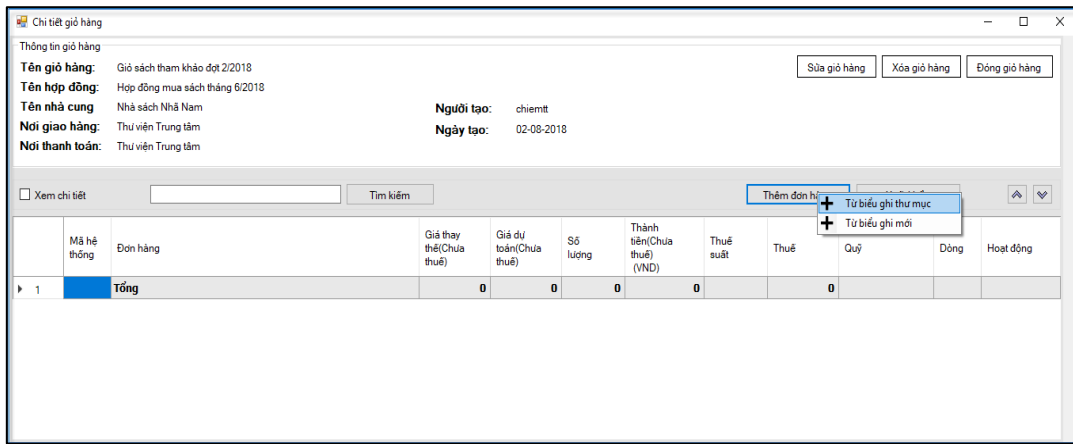 Chi tiết giỏ hàng
Thông tin giỏ hàng
Tên giỏ hàng: Giỏ sách tham khảo đợt 2/2018
Sửa giỏ hàng Xóa giỏ hàng Đóng giỏ hàng
Tên hợp đồng: Hợp đồng mua sách tháng 6/2018
Tên nhà cung Nhà sách Nhã Nam Người tạo: chiemtt
Nơi giao hàng: Thư viện Trung tâm Ngày tạo: 02-08-2018
Nơi thanh toán: Thư viện Trung tâm
Xem chi tiết Tìm kiếm Thêm đơn h
Từ biểu ghi thư mục
Từ biểu ghi mới
Mã hệ thống Đơn hàng Giá thay thế(Chưa thuế) Giá dự toán(Chưa thuế) Số lượng Thành tiền(Chưa thuế) (VND) Thuế suất Thuế Quỹ Dòng Hoạt động
1 Tổng 0 0 0 0 0